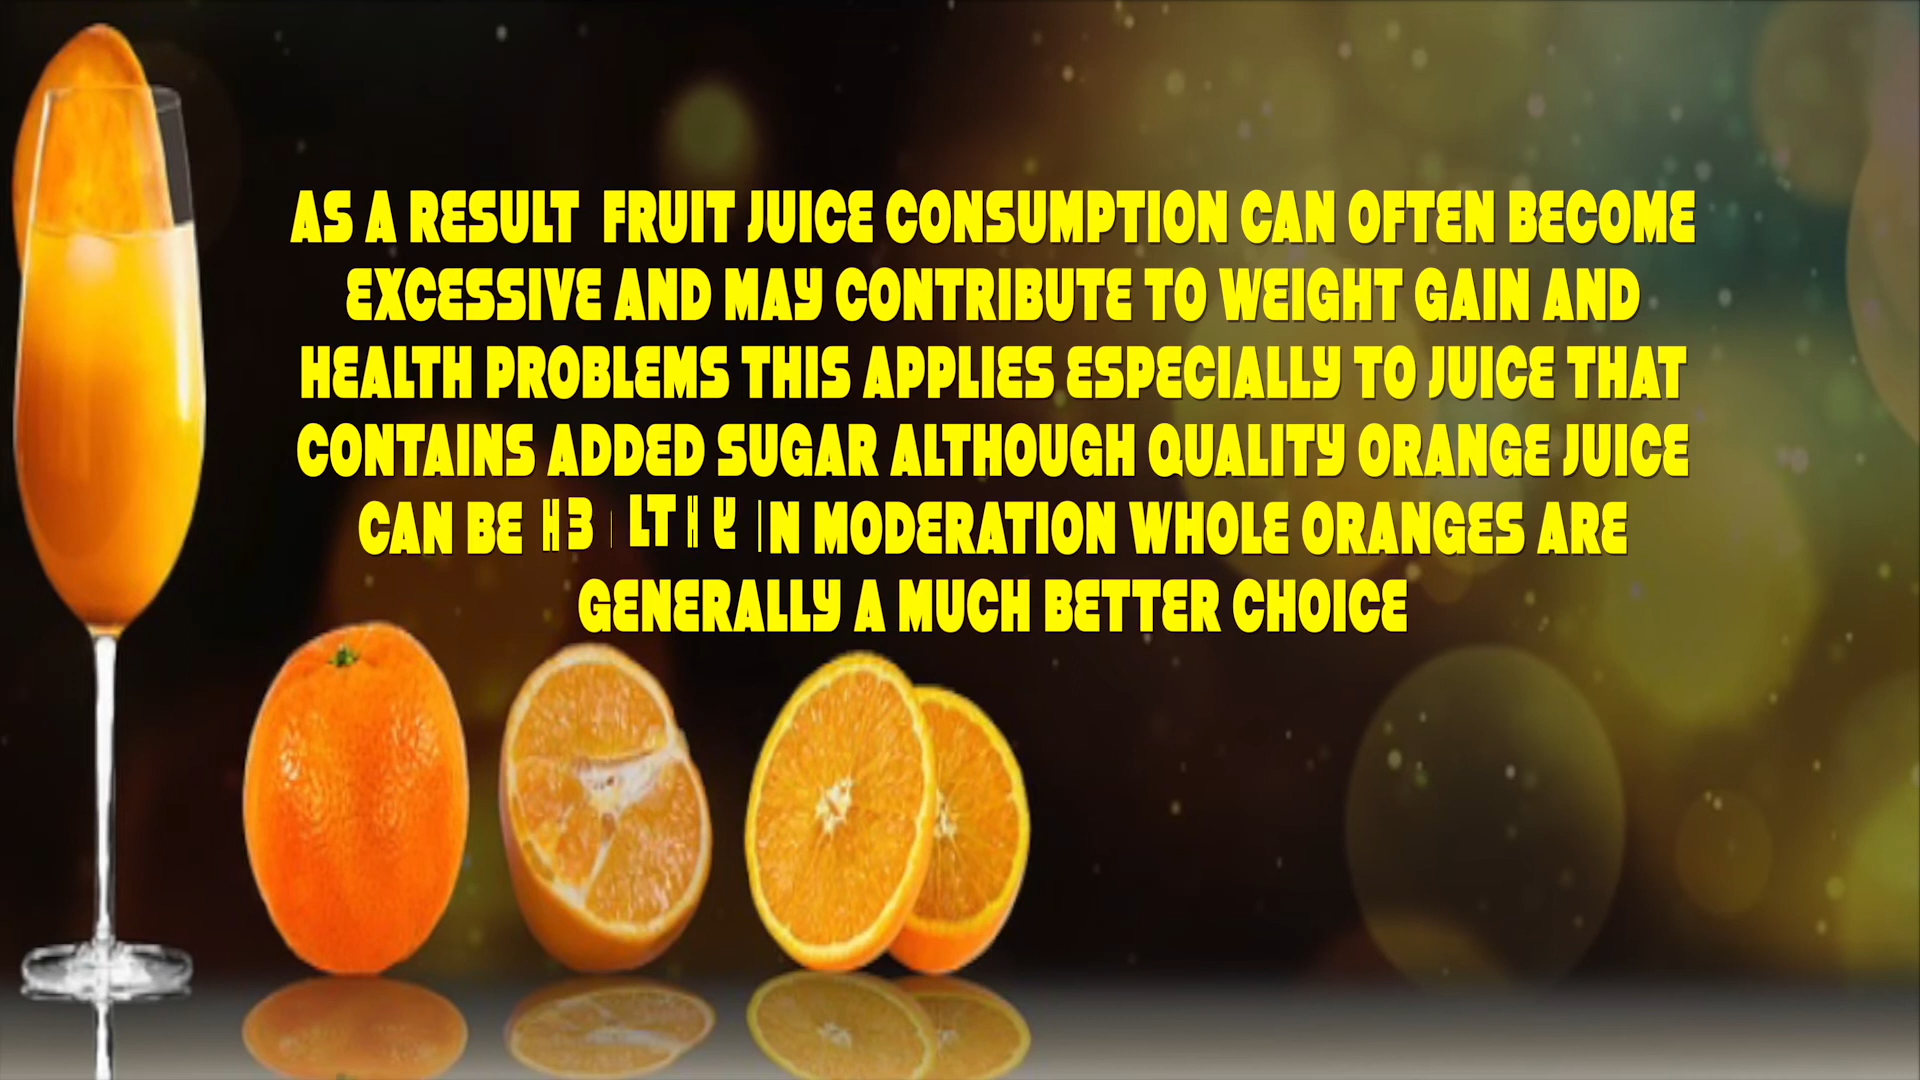 AS A RESULT FRUIT JUICE CONSUMPTION CAN OFTEN BECOME
EXCESSIVE AND MAY CONTRIBUTE TO WEIGHT GAIN AND
HEALTH PROBLEMS THIS APPLIES ESPECIALLY TO JUICE THAT
CONTAINS ADDED SUGAR ALTHOUGH QUALITY ORANGE JUICE
CAN BE HEALTHY IN MODERATION WHOLE ORANGES ARE
GENERALLY A MUCH BETTER CHOICE